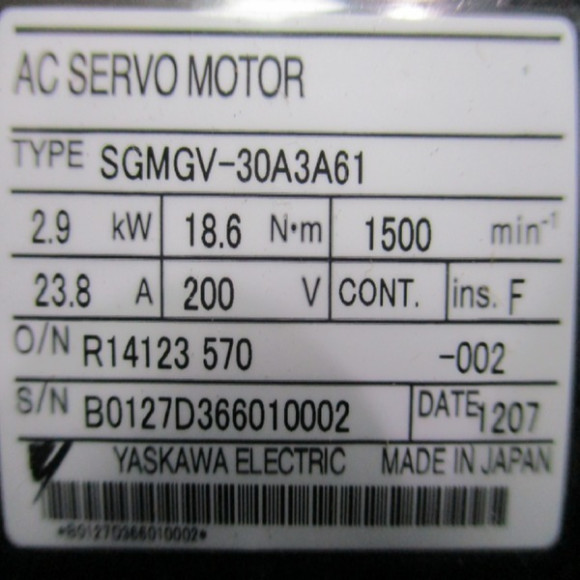 AC SERVO MOTOR
TYPE SGMGV-30A3A61
2.9 kW 18.6 N·m 1500 min⁻¹
23.8 A 200 V CONT. ins. F
O/N R14123 570 -002
S/N B0127D366010002 DATE 1207
YASKAWA ELECTRIC MADE IN JAPAN
*B0127D366010002*